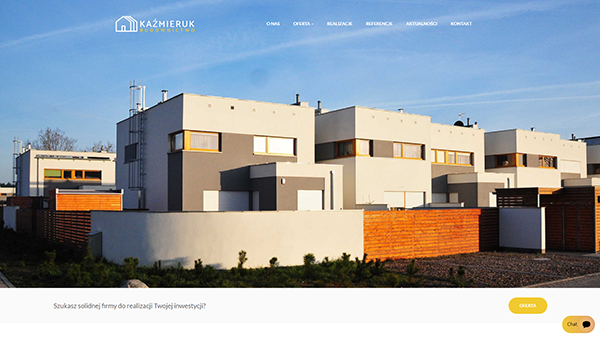 KAŹMIERUK
BUDOWNICTWO
O NAS OFERTA REALIZACJE REFERENCJE AKTUALNOŚCI KONTAKT
Szukasz solidnej firmy do realizacji Twojej inwestycji?
OFERTA
Chat